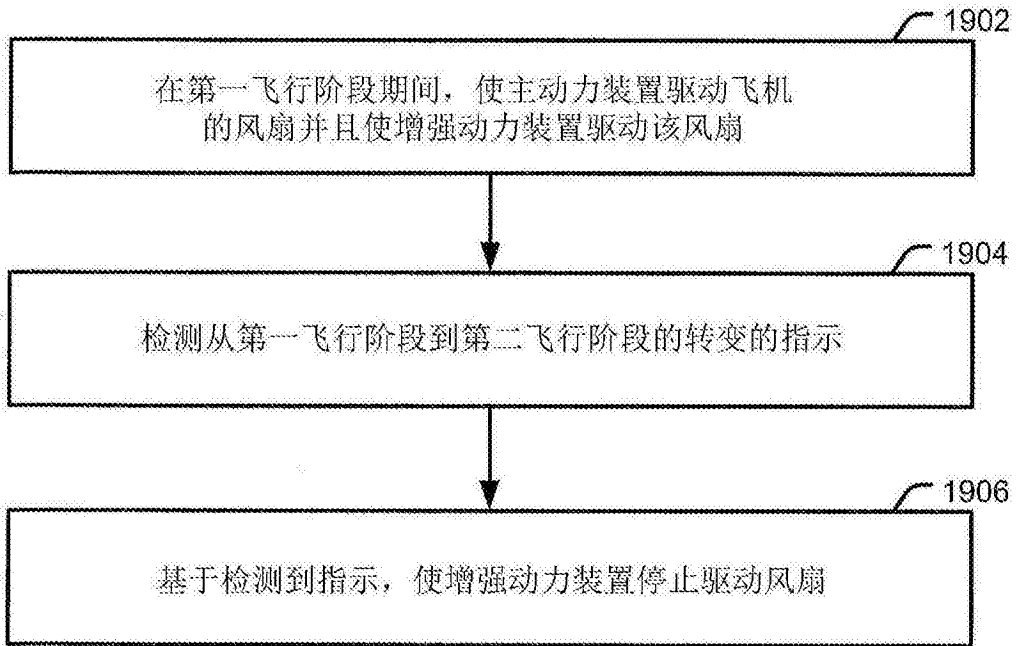 1902
在第一飞行阶段期间，使主动力装置驱动飞机
的风扇并且使增强动力装置驱动该风扇
1904
检测从第一飞行阶段到第二飞行阶段的转变的指示
1906
基于检测到指示，使增强动力装置停止驱动风扇